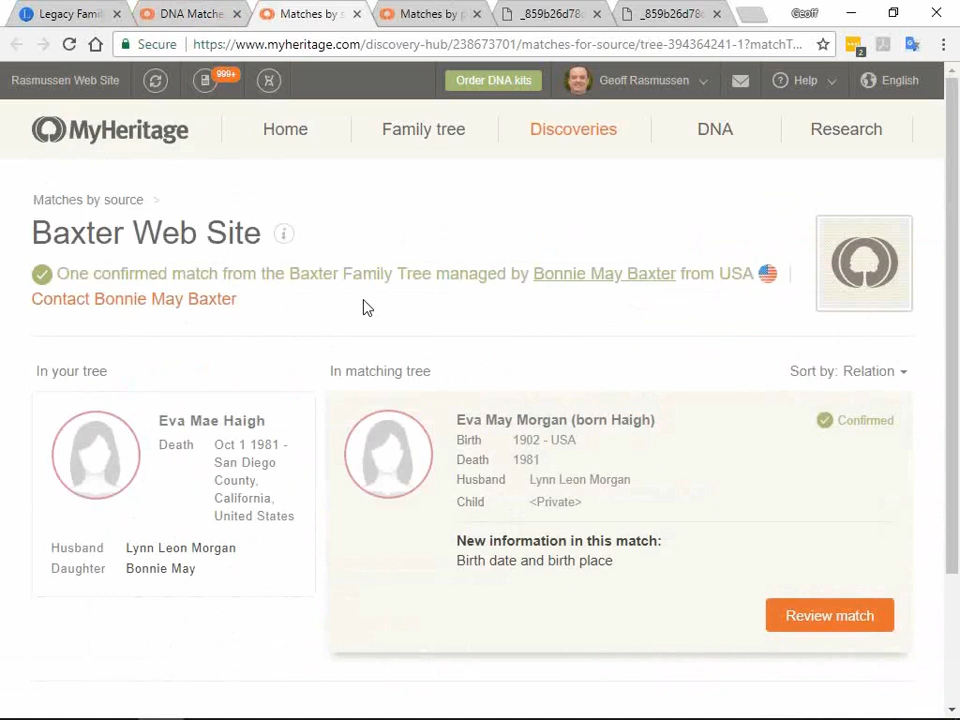 Legacy Famil
DNA Matche
Matches by s
Matches by p
_859b26d78c
_859b26d78c
Geoff
Secure
https://www.myheritage.com/discovery-hub/238673701/matches-for-source/tree-394364241-1?matchT...
2
Rasmussen Web Site
999+
Order DNA kits
Geoff Rasmussen
Help
English
MyHeritage
Home
Family tree
Discoveries
DNA
Research
Matches by source >
Baxter Web Site
One confirmed match from the Baxter Family Tree managed by Bonnie May Baxter from USA
Contact Bonnie May Baxter
In your tree
In matching tree
Sort by: Relation
Eva Mae Haigh
Death Oct 1 1981 -
San Diego
County,
California,
United States
Husband Lynn Leon Morgan
Daughter Bonnie May
Eva May Morgan (born Haigh)
Confirmed
Birth 1902 - USA
Death 1981
Husband Lynn Leon Morgan
Child <Private>
New information in this match:
Birth date and birth place
Review match